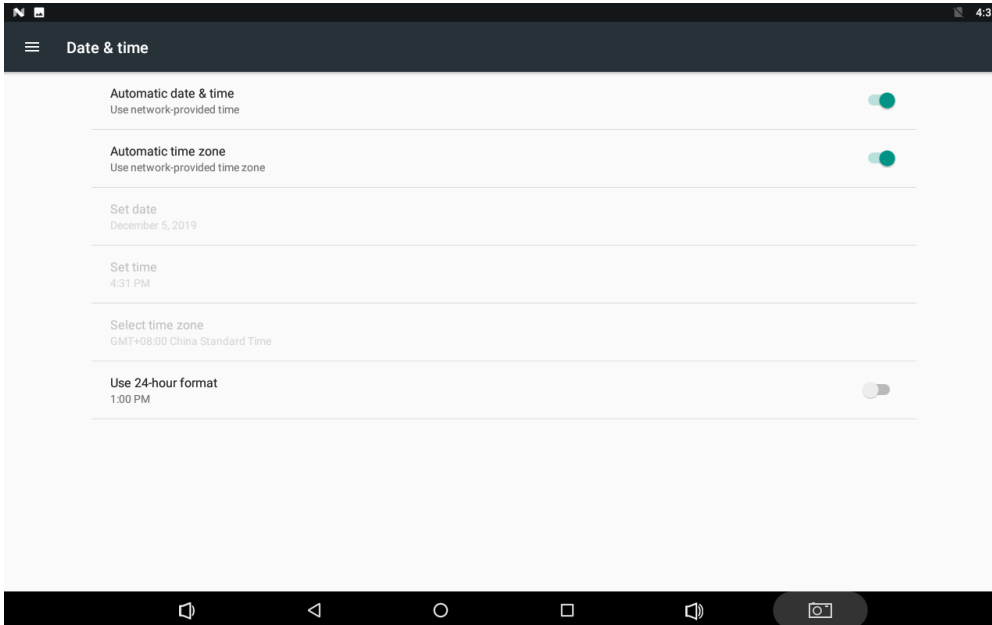 4:3
Date & time
Automatic date & time
Use network-provided time
Automatic time zone
Use network-provided time zone
Set date
December 5, 2019
Set time
4:31 PM
Select time zone
GMT+08:00 China Standard Time
Use 24-hour format
1:00 PM